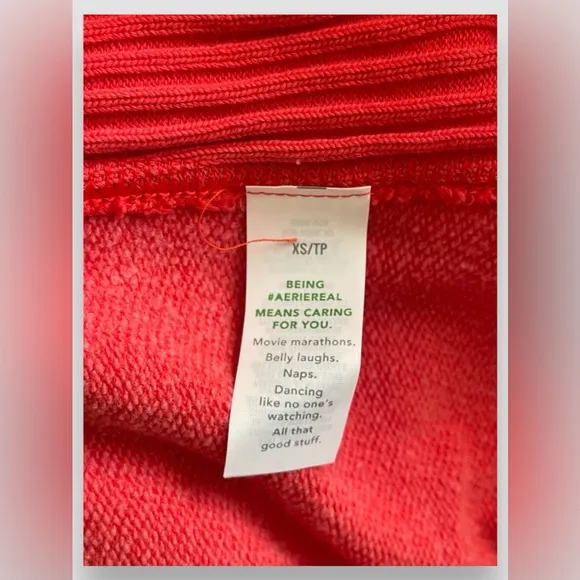 XS/TP
BEING
#AERIEREAL
MEANS CARING
FOR YOU.
Movie marathons.
Belly laughs.
Naps.
Dancing
like no one's
watching.
All that
good stuff.